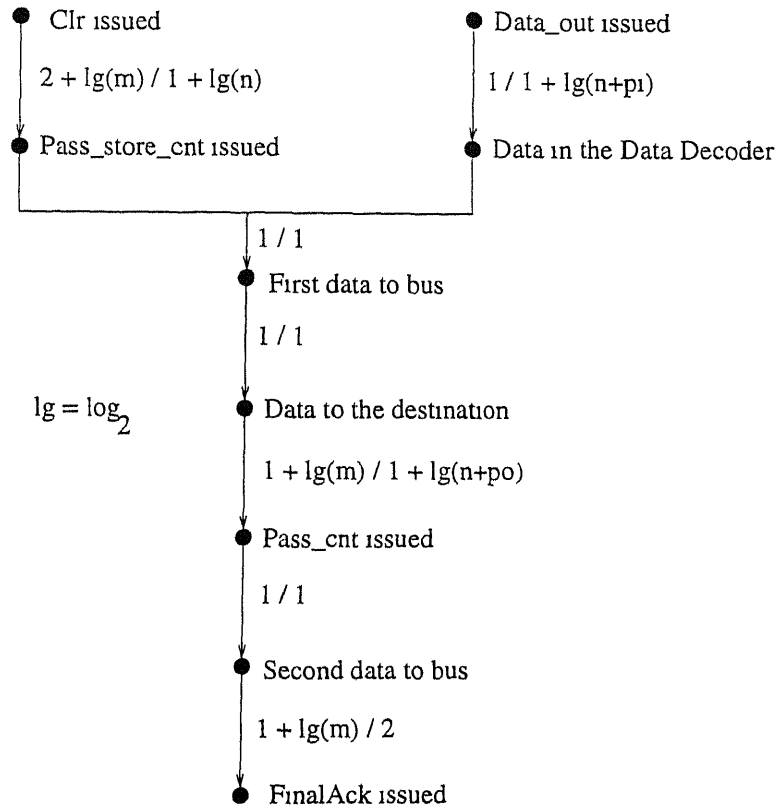 Clr issued
Data_out issued
2 + lg(m) / 1 + lg(n)
1 / 1 + lg(n+pi)
Pass_store_cnt issued
Data in the Data Decoder
1 / 1
First data to bus
1 / 1
lg = log2
Data to the destination
1 + lg(m) / 1 + lg(n+po)
Pass_cnt issued
1 / 1
Second data to bus
1 + lg(m) / 2
FinalAck issued